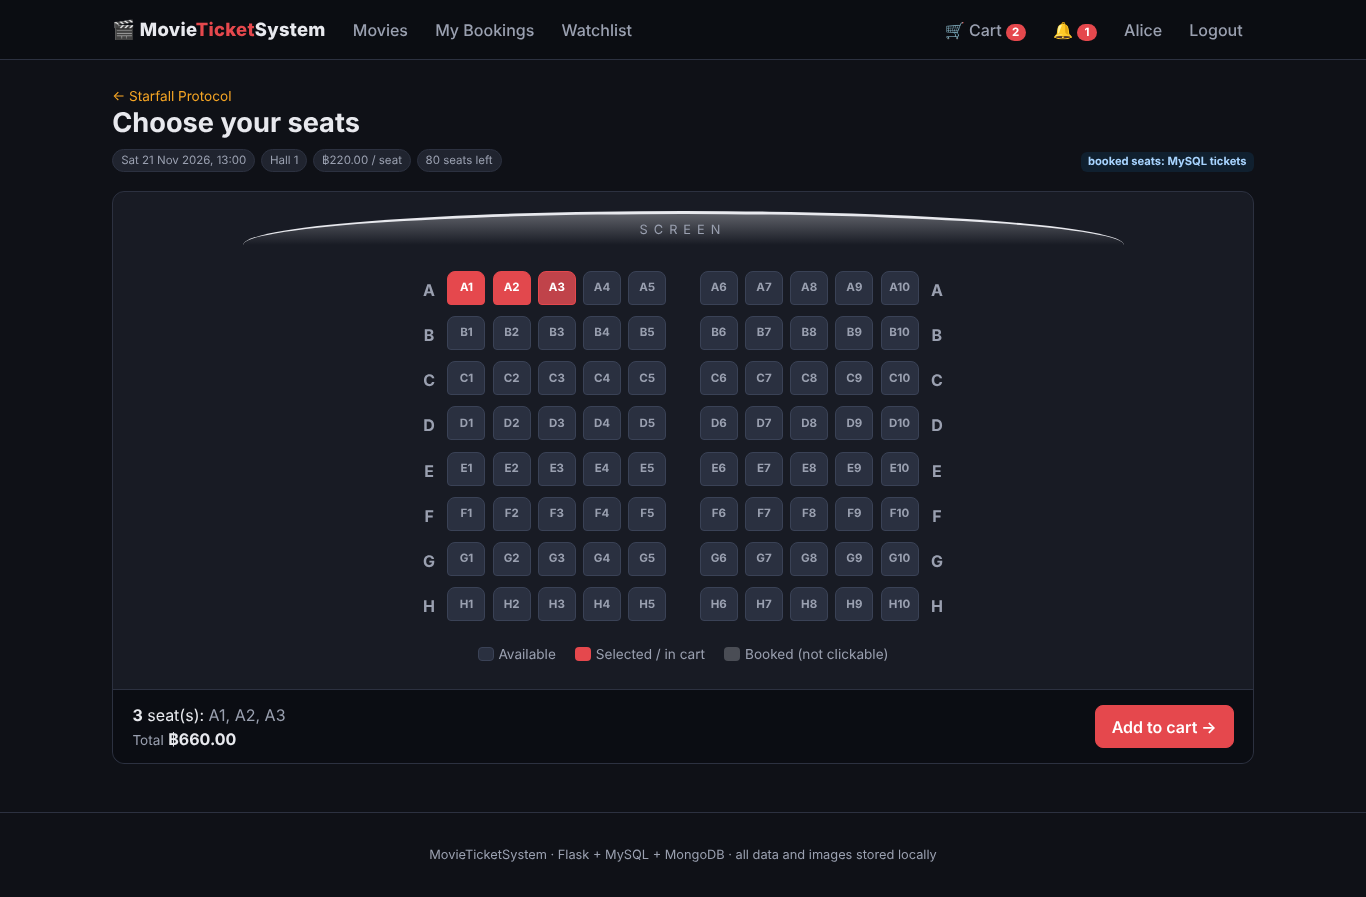 🎬 MovieTicketSystem Movies My Bookings Watchlist 🛒 Cart 2 🔔 1 Alice Logout
← Starfall Protocol
Choose your seats
Sat 21 Nov 2026, 13:00 Hall 1 ฿220.00 / seat 80 seats left booked seats: MySQL tickets
SCREEN
A A1 A2 A3 A4 A5 A6 A7 A8 A9 A10 A
B B1 B2 B3 B4 B5 B6 B7 B8 B9 B10 B
C C1 C2 C3 C4 C5 C6 C7 C8 C9 C10 C
D D1 D2 D3 D4 D5 D6 D7 D8 D9 D10 D
E E1 E2 E3 E4 E5 E6 E7 E8 E9 E10 E
F F1 F2 F3 F4 F5 F6 F7 F8 F9 F10 F
G G1 G2 G3 G4 G5 G6 G7 G8 G9 G10 G
H H1 H2 H3 H4 H5 H6 H7 H8 H9 H10 H
Available Selected / in cart Booked (not clickable)
3 seat(s): A1, A2, A3
Total ฿660.00
Add to cart →
MovieTicketSystem · Flask + MySQL + MongoDB · all data and images stored locally